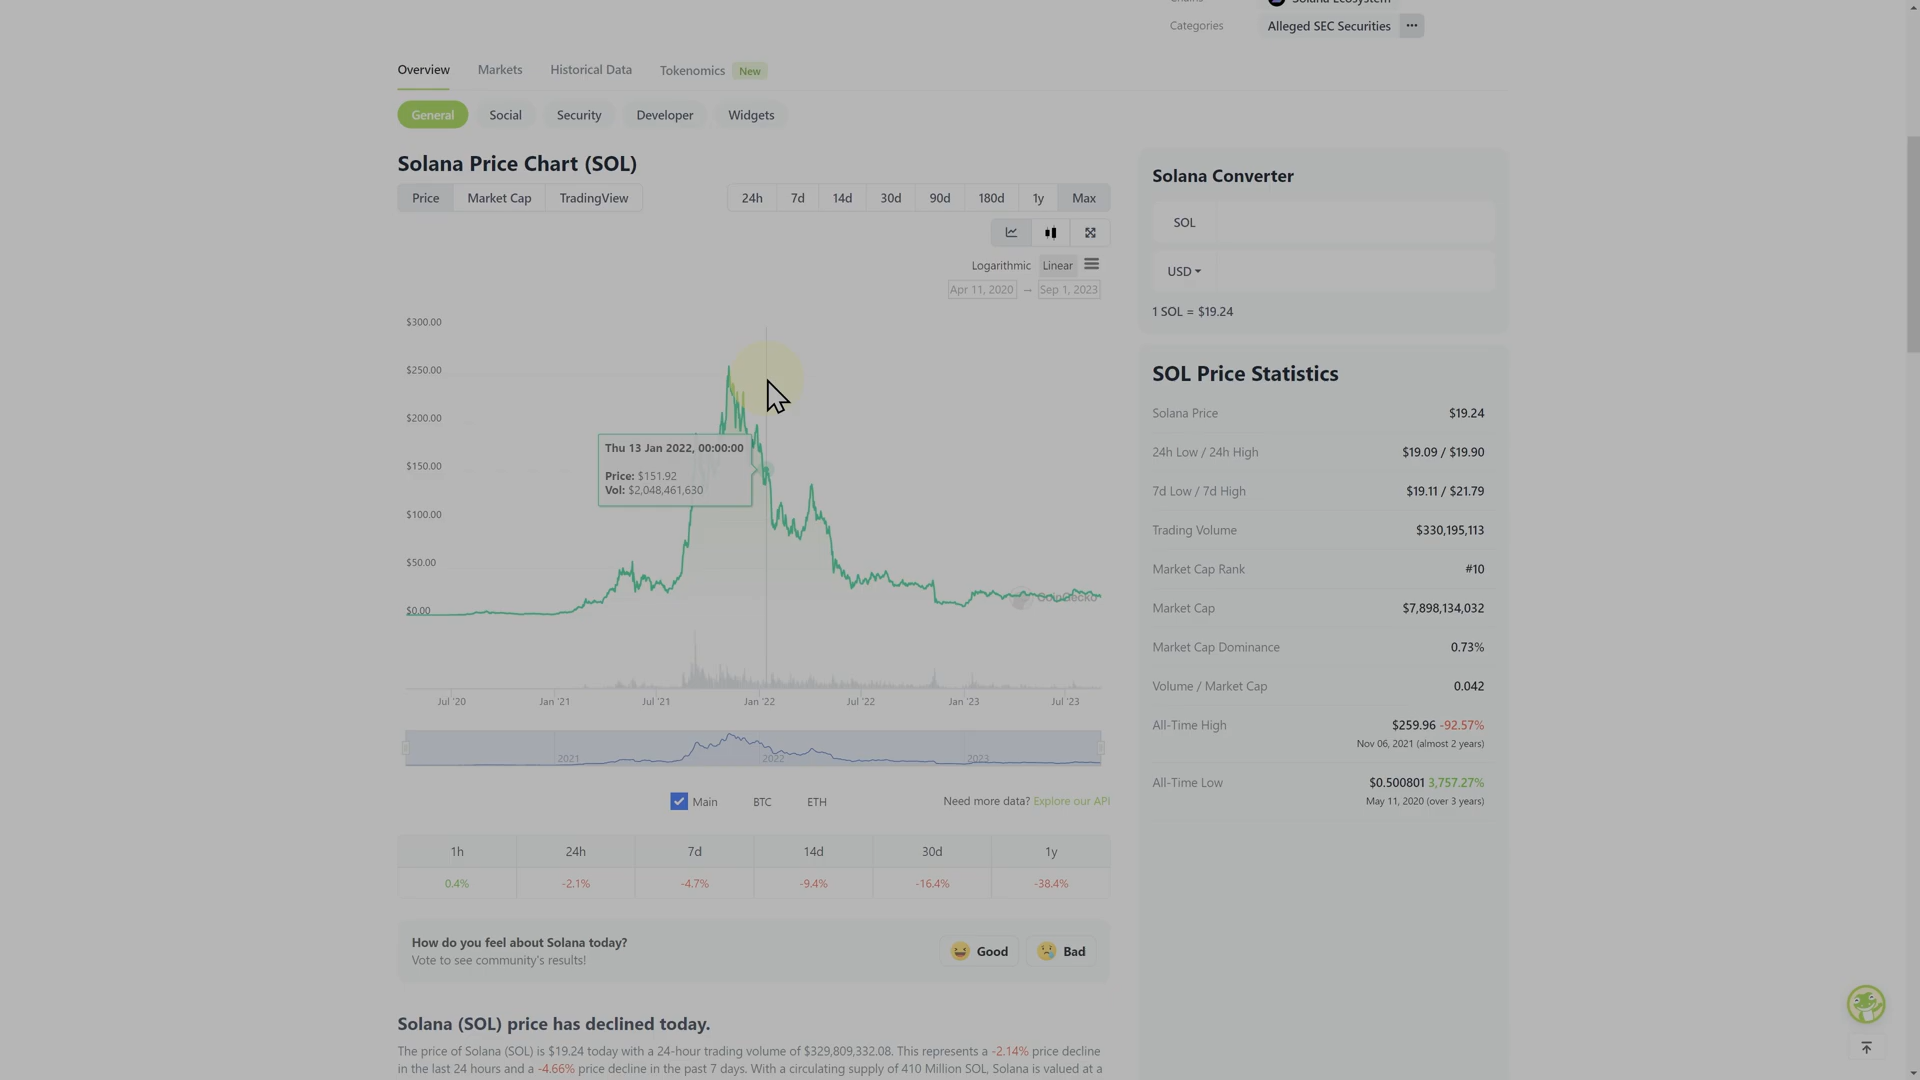 Chains
Solana Ecosystem
Categories
Alleged SEC Securities
Overview Markets Historical Data Tokenomics New
General Social Security Developer Widgets
Solana Price Chart (SOL)
Price Market Cap TradingView
24h 7d 14d 30d 90d 180d 1y Max
Logarithmic Linear
Apr 11, 2020 → Sep 1, 2023
$300.00
$250.00
$200.00
$150.00
$100.00
$50.00
$0.00
Thu 13 Jan 2022, 00:00:00
Price: $151.92
Vol: $2,048,461,630
CoinGecko
Jul '20 Jan '21 Jul '21 Jan '22 Jul '22 Jan '23 Jul '23
2021 2022 2023
Main BTC ETH
Need more data? Explore our API
1h 24h 7d 14d 30d 1y
0.4% -2.1% -4.7% -9.4% -16.4% -38.4%
How do you feel about Solana today?
Vote to see community's results!
Good Bad
Solana (SOL) price has declined today.
The price of Solana (SOL) is $19.24 today with a 24-hour trading volume of $329,809,332.08. This represents a -2.14% price decline
in the last 24 hours and a -4.66% price decline in the past 7 days. With a circulating supply of 410 Million SOL, Solana is valued at a
Solana Converter
SOL
USD
1 SOL = $19.24
SOL Price Statistics
Solana Price $19.24
24h Low / 24h High $19.09 / $19.90
7d Low / 7d High $19.11 / $21.79
Trading Volume $330,195,113
Market Cap Rank #10
Market Cap $7,898,134,032
Market Cap Dominance 0.73%
Volume / Market Cap 0.042
All-Time High $259.96 -92.57%
Nov 06, 2021 (almost 2 years)
All-Time Low $0.500801 3,757.27%
May 11, 2020 (over 3 years)